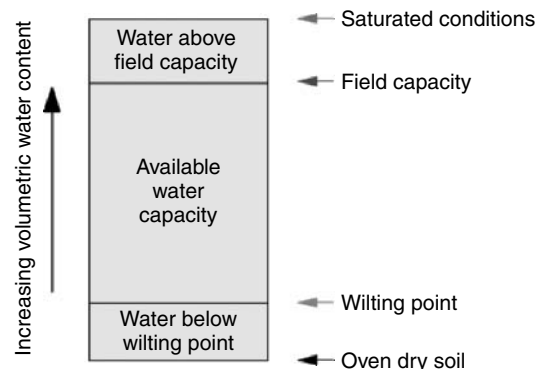 Increasing volumetric water content
Water above
field capacity
Available
water
capacity
Water below
wilting point
Saturated conditions
Field capacity
Wilting point
Oven dry soil